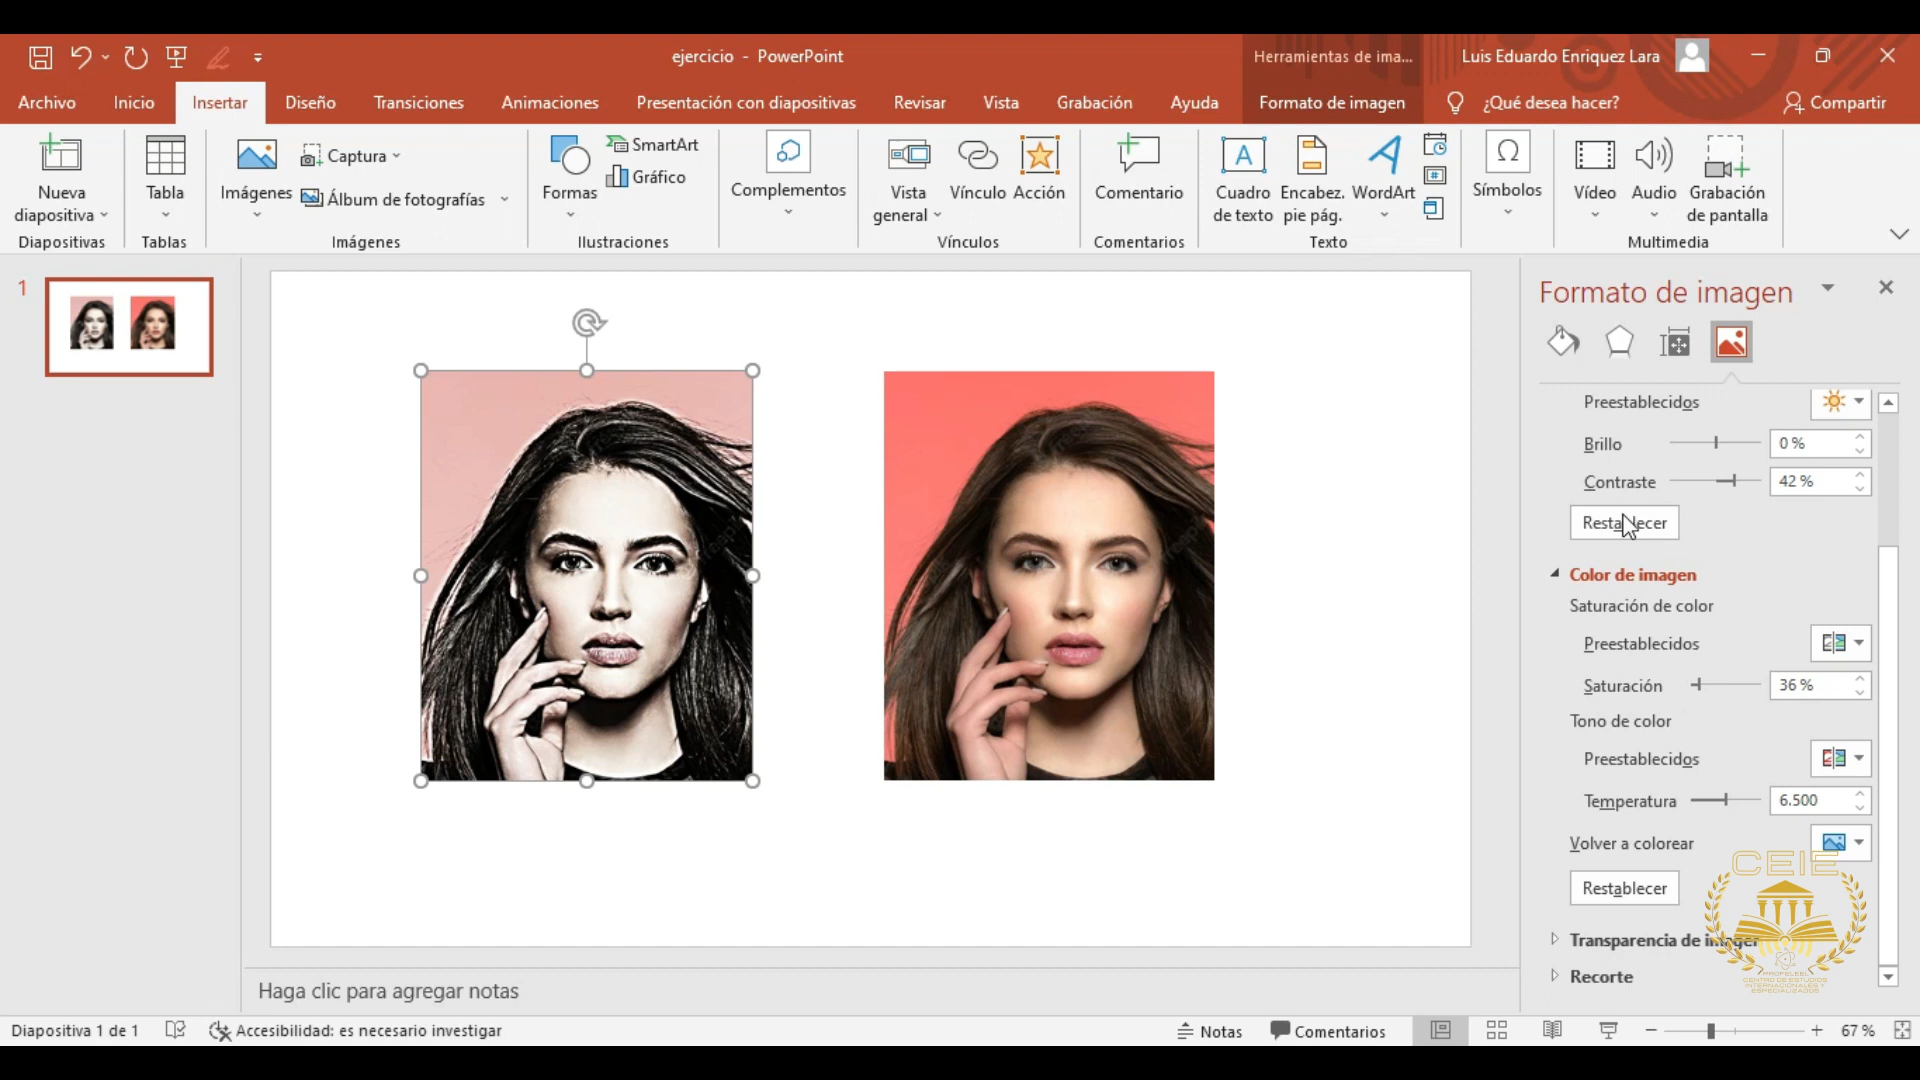 ejercicio - PowerPoint
Herramientas de ima...
Luis Eduardo Enriquez Lara
Archivo
Inicio
Insertar
Diseño
Transiciones
Animaciones
Presentación con diapositivas
Revisar
Vista
Grabación
Ayuda
Formato de imagen
¿Qué desea hacer?
Compartir
Nueva
diapositiva
Diapositivas
Tabla
Tablas
Imágenes
Captura
Álbum de fotografías
Imágenes
Formas
SmartArt
Gráfico
Ilustraciones
Complementos
Vista
general
Vínculo
Acción
Vínculos
Comentario
Comentarios
Cuadro
de texto
Encabez.
pie pág.
WordArt
Texto
Símbolos
Vídeo
Audio
Grabación
de pantalla
Multimedia
1
Formato de imagen
Preestablecidos
Brillo
0 %
Contraste
42 %
Restablecer
Color de imagen
Saturación de color
Preestablecidos
Saturación
36 %
Tono de color
Preestablecidos
Temperatura
6.500
Volver a colorear
Restablecer
CEIE
Transparencia de imagen
Recorte
CENTRO DE ESTUDIOS
INTERNACIONALES Y
ESPECIALIZADOS
Haga clic para agregar notas
Diapositiva 1 de 1
Accesibilidad: es necesario investigar
Notas
Comentarios
67 %